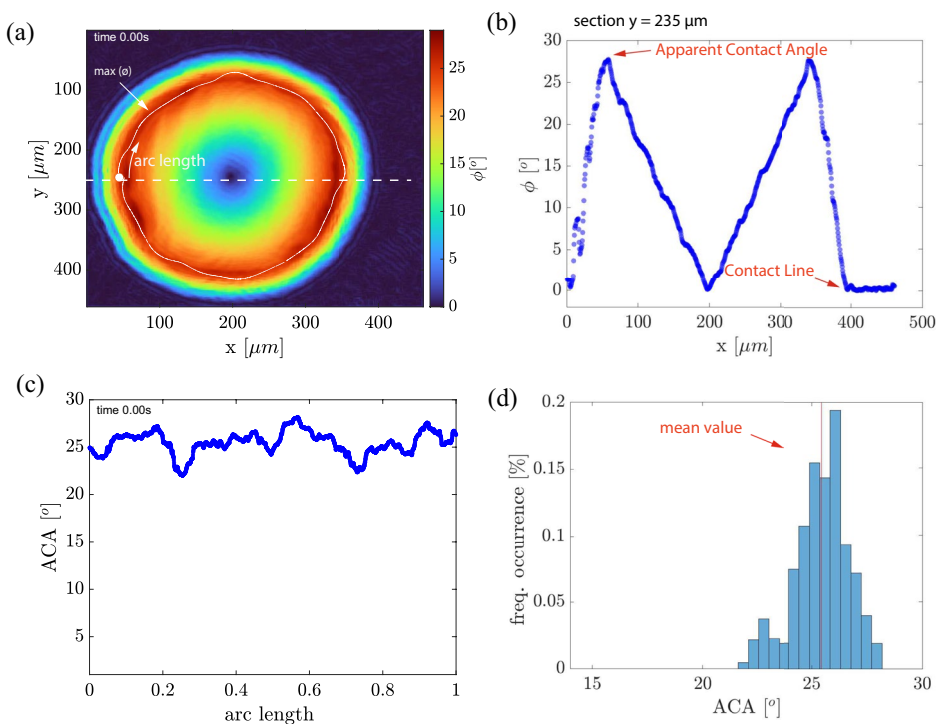 (a)
time 0.00s
max (ø)
arc length
y [μm]
100
200
300
400
100 200 300 400
x [μm]
25
20
15
10
5
0
ϕ[o]
(b)
section y = 235 μm
Apparent Contact Angle
Contact Line
ϕ [o]
30
25
20
15
10
5
0
0 100 200 300 400 500
x [μm]
(c)
time 0.00s
ACA [o]
30
25
20
15
10
5
0 0.2 0.4 0.6 0.8 1
arc length
(d)
mean value
freq. occurrence [%]
0.2
0.15
0.1
0.05
0
15 20 25 30
ACA [o]